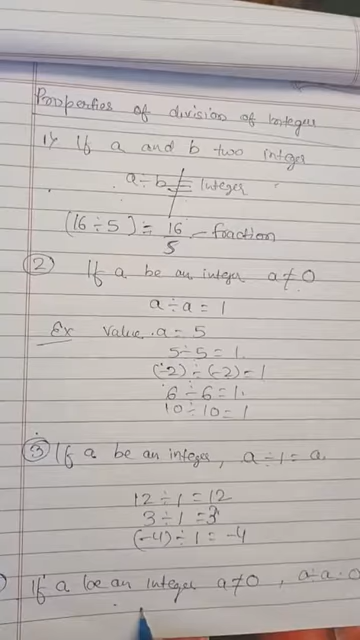 Properties of division of Integers
1) If a and b two integer
a ÷ b ≠ Integer
(16 ÷ 5) = 16/5 – fraction
② If a be an integer a ≠ 0
a ÷ a = 1
Ex value a = 5
5 ÷ 5 = 1
(-2) ÷ (-2) = 1
6 ÷ 6 = 1.
10 ÷ 10 = 1
③ If a be an integer, a ÷ 1 = a.
12 ÷ 1 = 12
3 ÷ 1 = 3
(-4) ÷ 1 = -4
If a be an integer a ≠ 0,